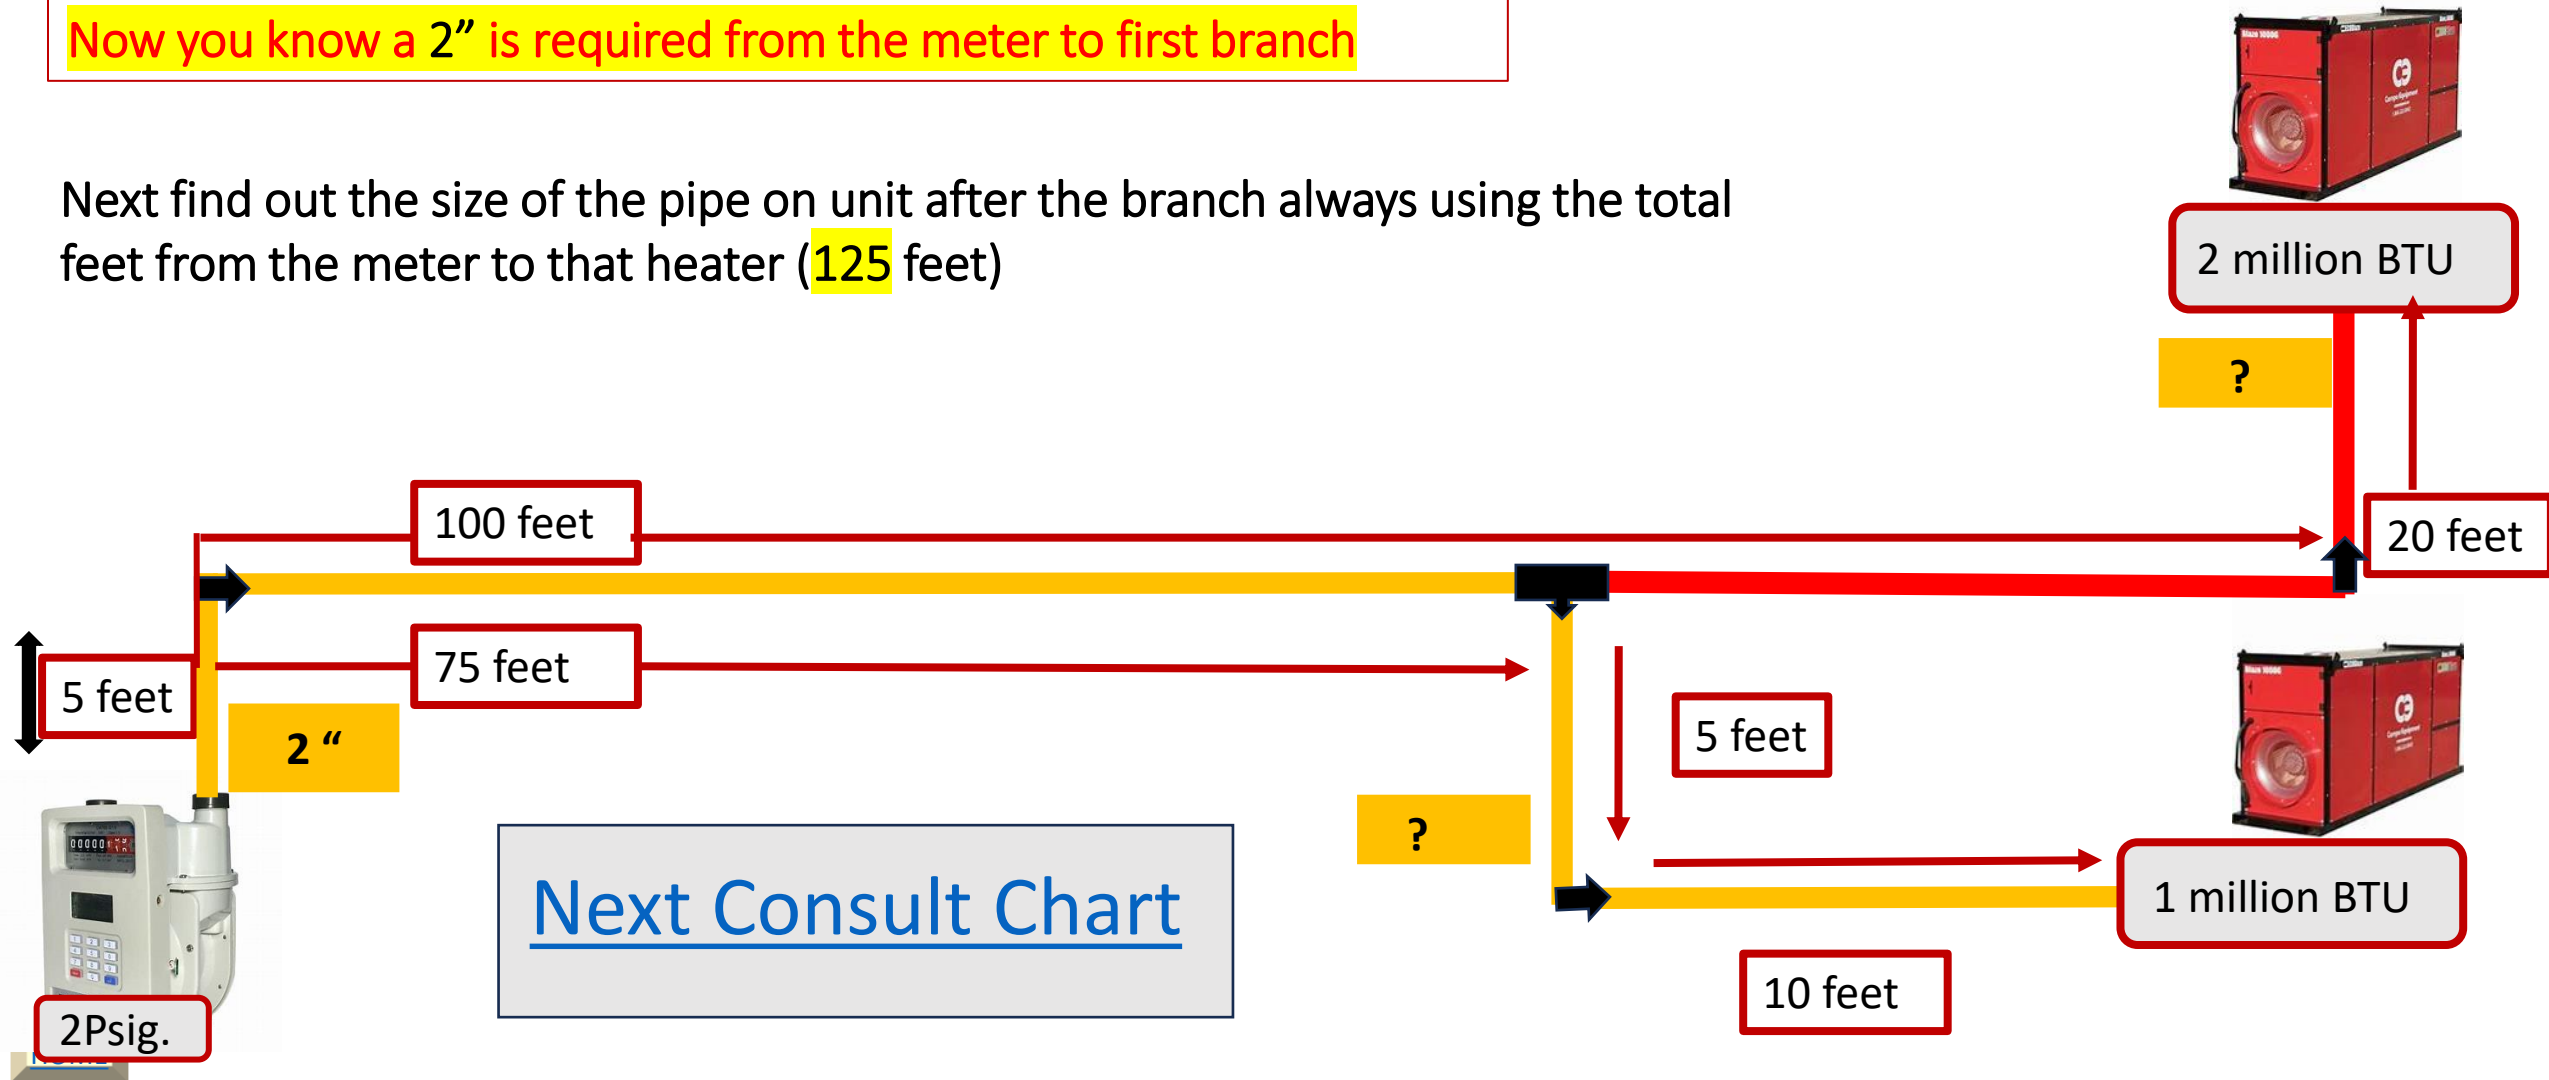 Now you know a 2” is required from the meter to first branch
Next find out the size of the pipe on unit after the branch always using the total
feet from the meter to that heater (125 feet)
2 million BTU
?
100 feet
20 feet
75 feet
5 feet
2 “
5 feet
?
Next Consult Chart
1 million BTU
10 feet
2Psig.